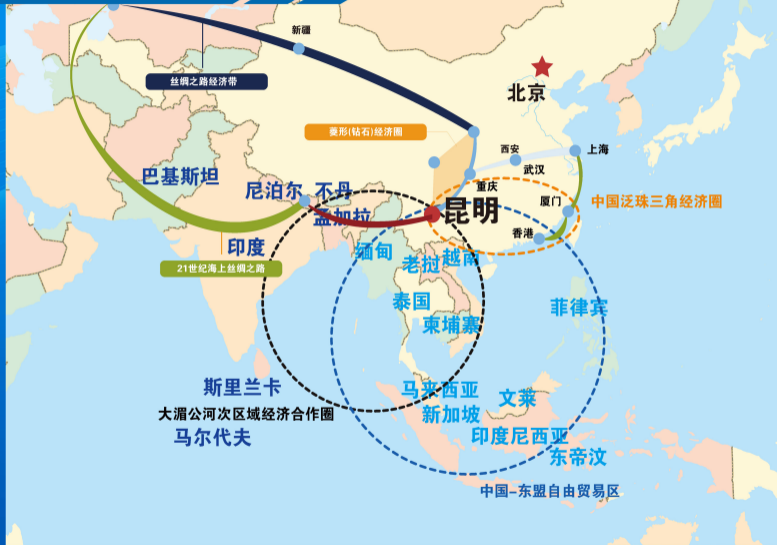 新疆
丝绸之路经济带
北京
菱形(钻石)经济圈
西安
上海
武汉
巴基斯坦
重庆
尼泊尔
不丹
昆明
厦门
中国泛珠三角经济圈
孟加拉
香港
印度
缅甸
老挝
越南
21世纪海上丝绸之路
泰国
菲律宾
柬埔寨
斯里兰卡
马来西亚
文莱
大湄公河次区域经济合作圈
新加坡
马尔代夫
印度尼西亚
东帝汶
中国-东盟自由贸易区